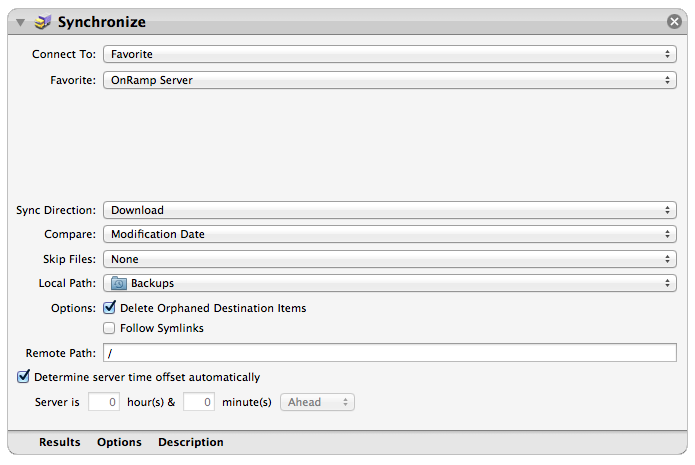 Synchronize
Connect To: Favorite
Favorite: OnRamp Server
Sync Direction: Download
Compare: Modification Date
Skip Files: None
Local Path: Backups
Options: Delete Orphaned Destination Items
Follow Symlinks
Remote Path: /
Determine server time offset automatically
Server is 0 hour(s) & 0 minute(s) Ahead
Results Options Description